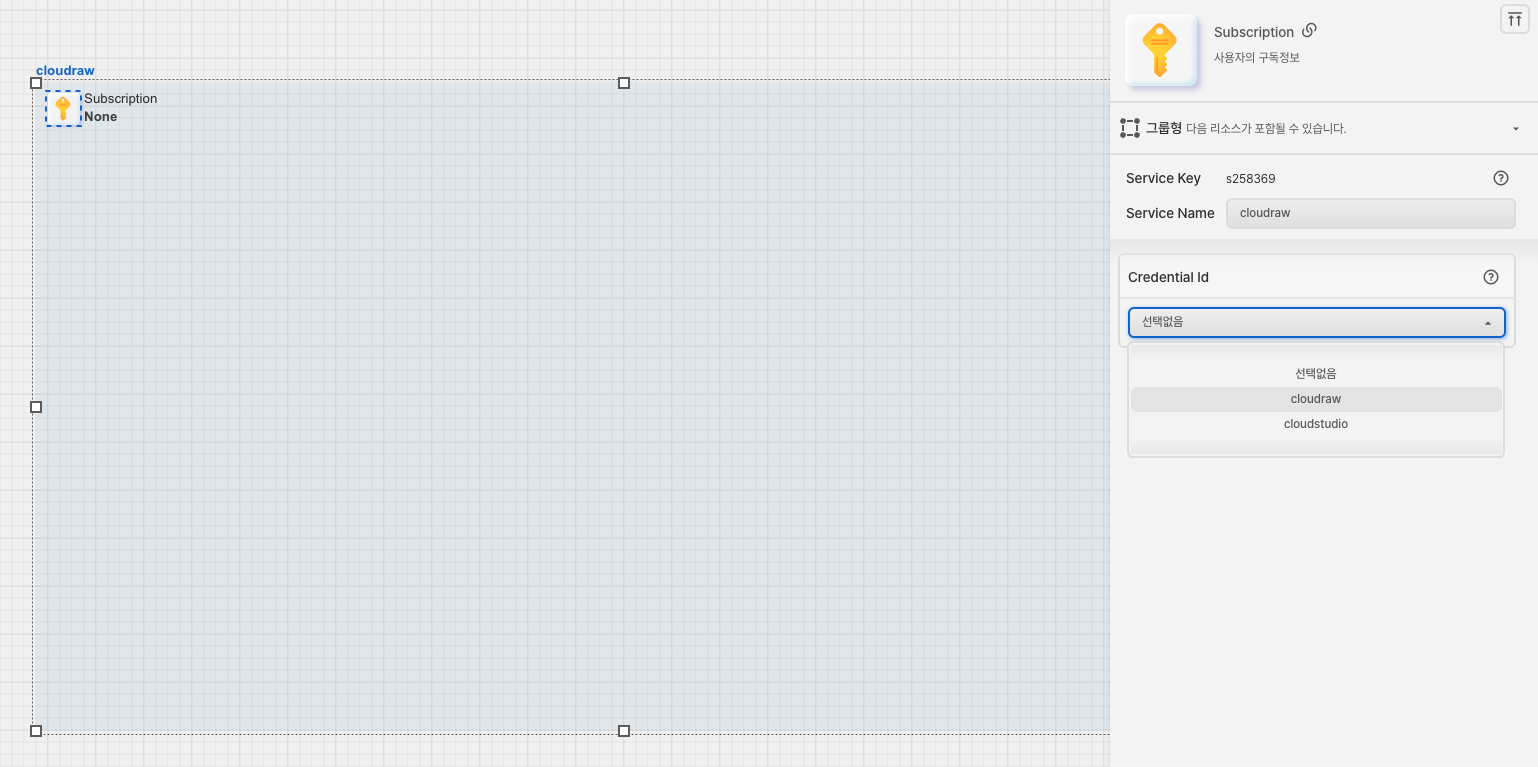 cloudraw
Subscription
None
Subscription
사용자의 구독정보
그룹형 다음 리소스가 포함될 수 있습니다.
Service Key s258369
Service Name cloudraw
Credential Id
선택없음
선택없음
cloudraw
cloudstudio